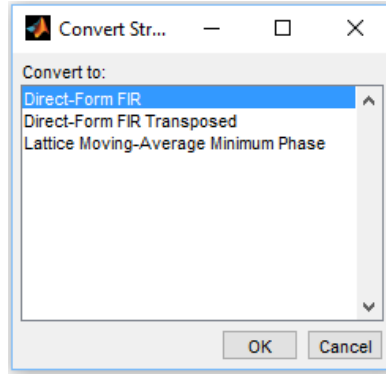 Convert Str...
Convert to:
Direct-Form FIR
Direct-Form FIR Transposed
Lattice Moving-Average Minimum Phase
OK Cancel